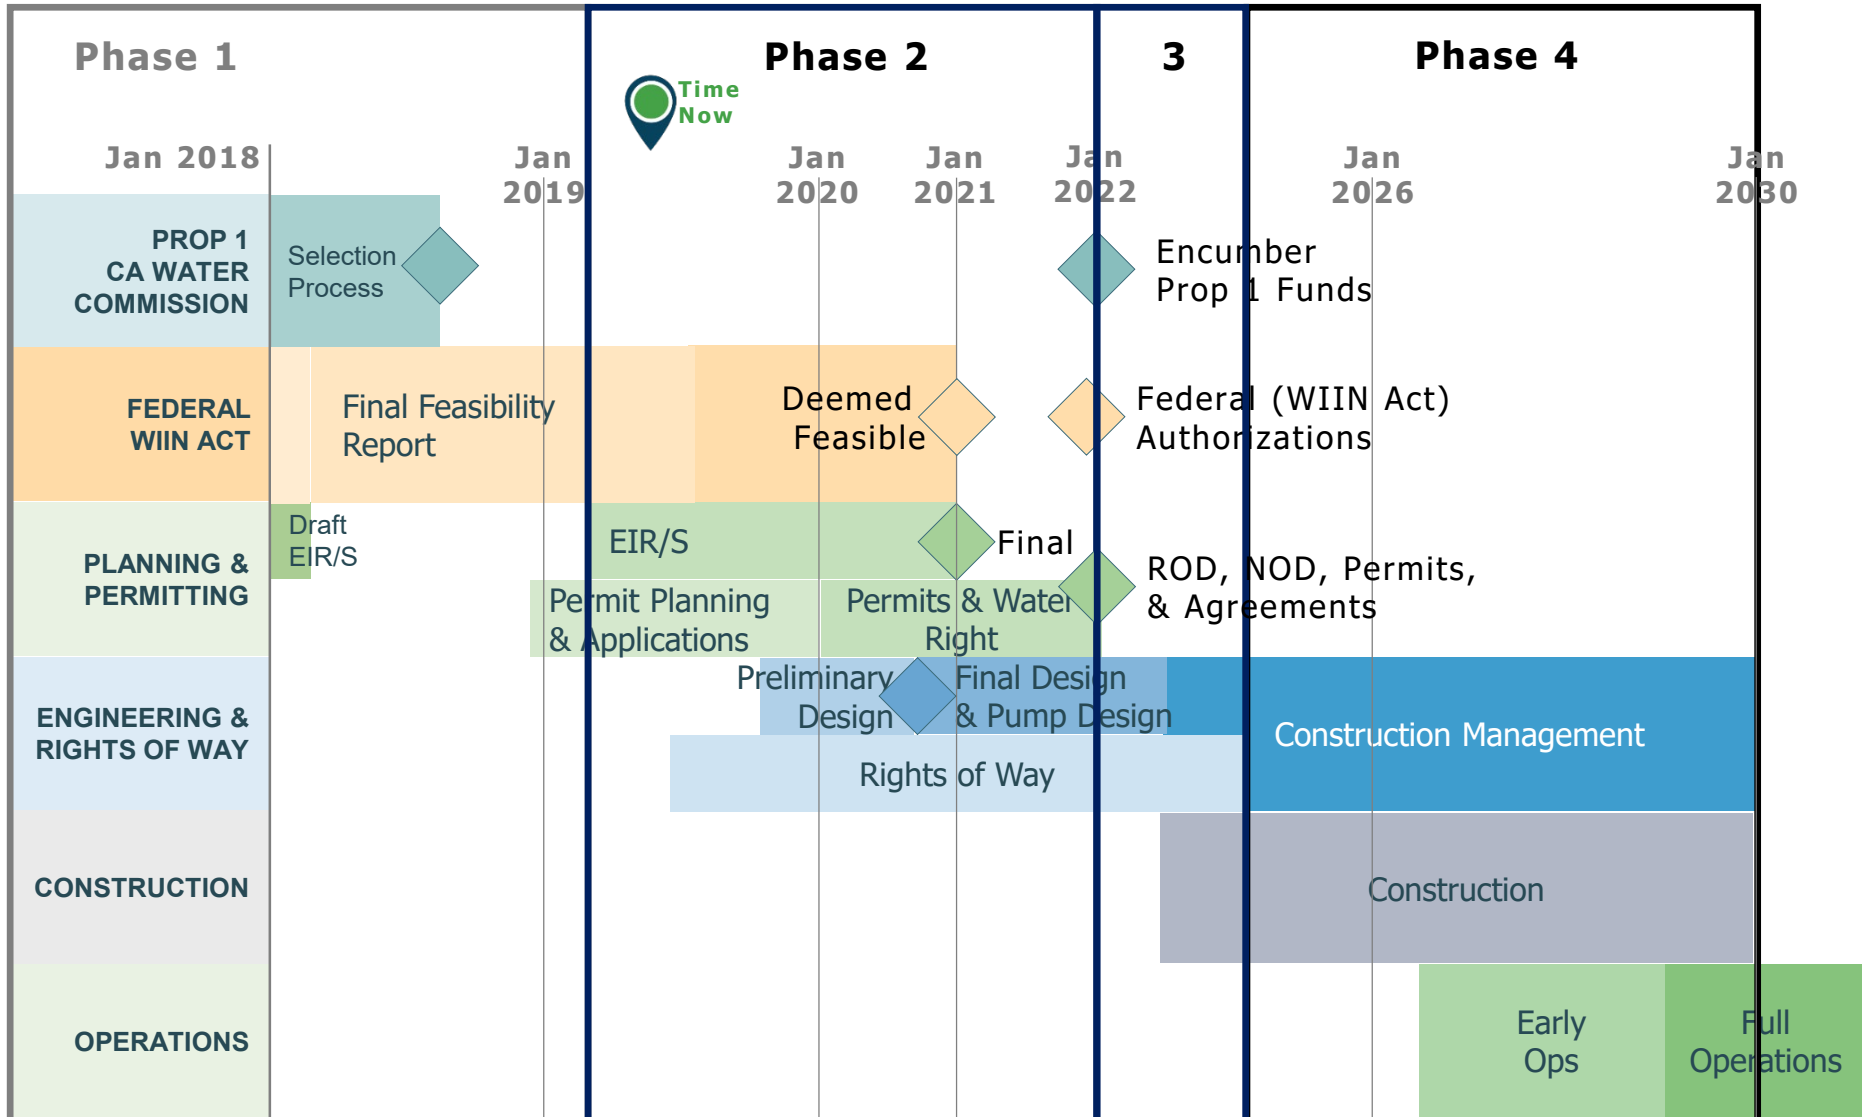 Phase 1
Phase 2
3
Phase 4
Time
Now
Jan 2018
Jan
2019
Jan
2020
Jan
2021
Jan
2022
Jan
2026
Jan
2030
PROP 1
CA WATER
COMMISSION
Selection
Process
Encumber
Prop 1 Funds
FEDERAL
WIIN ACT
Final Feasibility
Report
Deemed
Feasible
Federal (WIIN Act)
Authorizations
PLANNING &
PERMITTING
Draft
EIR/S
EIR/S
Final
Permit Planning
& Applications
Permits & Water
Right
ROD, NOD, Permits,
& Agreements
ENGINEERING &
RIGHTS OF WAY
Preliminary
Design
Final Design
& Pump Design
Rights of Way
Construction Management
CONSTRUCTION
Construction
OPERATIONS
Early
Ops
Full
Operations